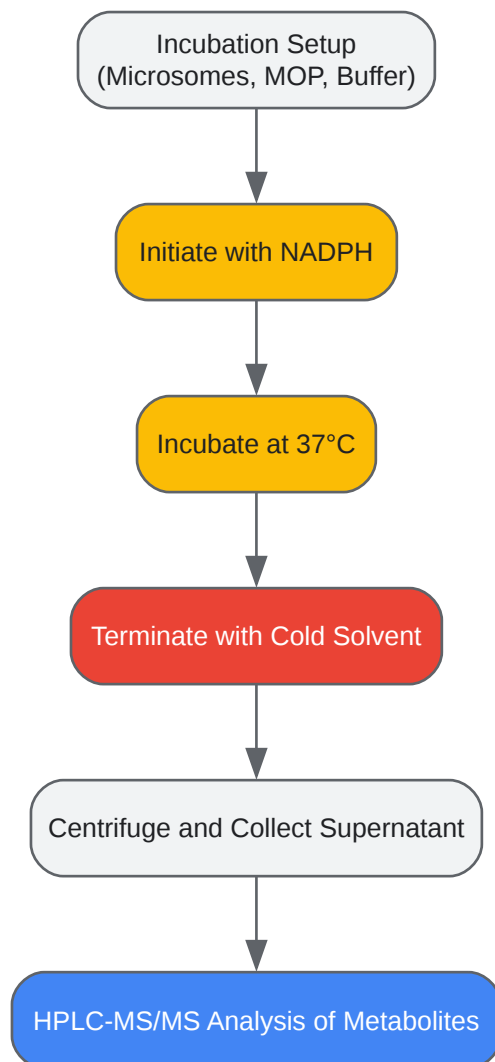 Incubation Setup
(Microsomes, MOP, Buffer)
Initiate with NADPH
Incubate at 37°C
Terminate with Cold Solvent
Centrifuge and Collect Supernatant
HPLC-MS/MS Analysis of Metabolites